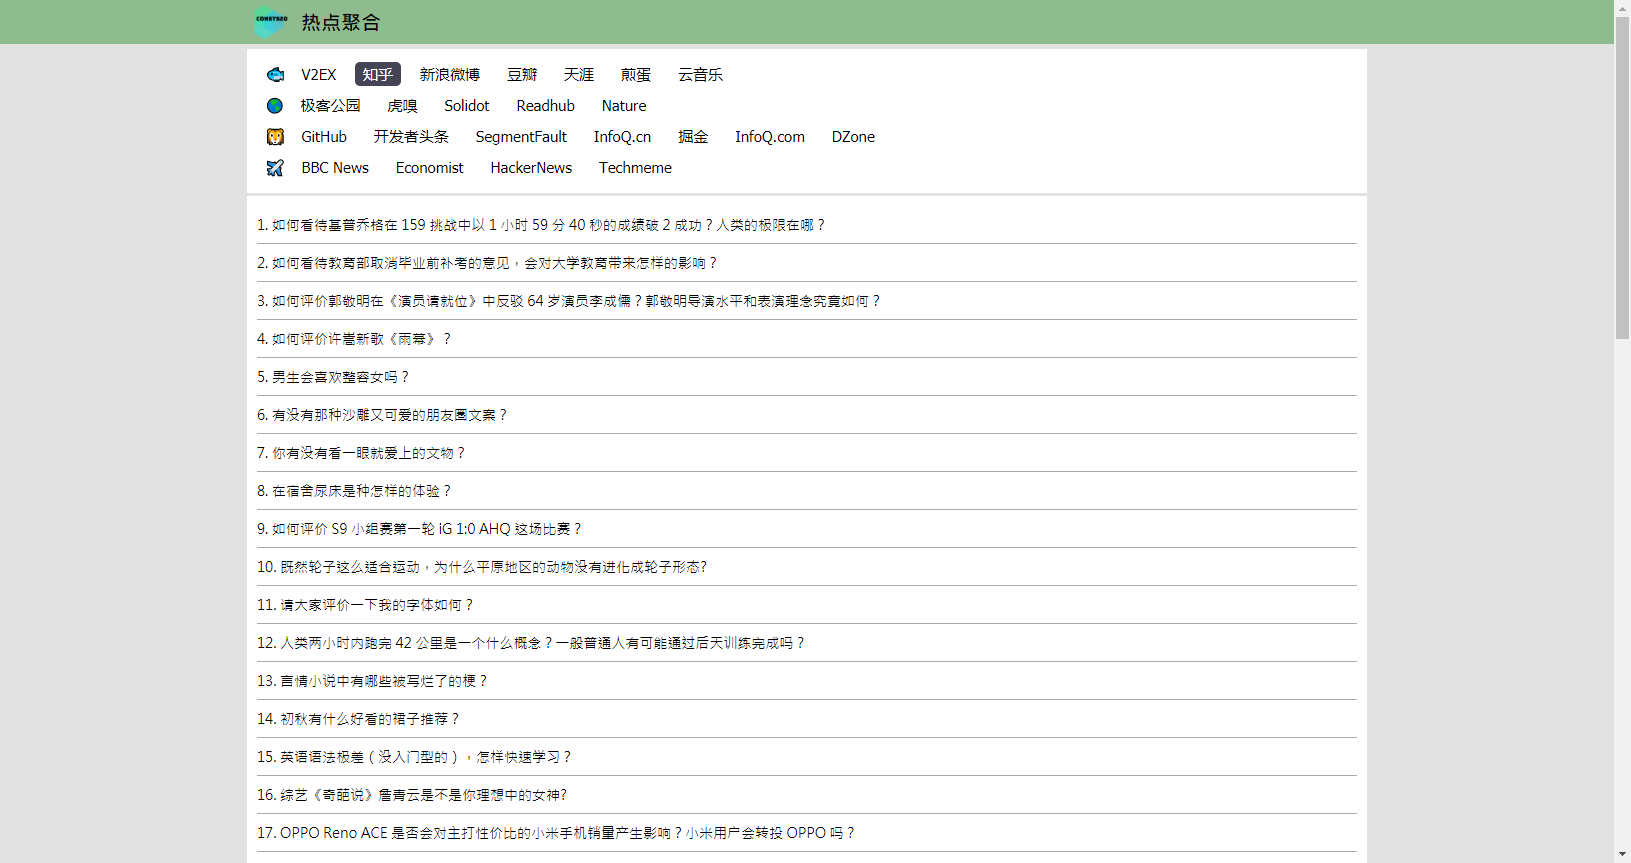 CONSTS20 热点聚合
V2EX 知乎 新浪微博 豆瓣 天涯 煎蛋 云音乐
极客公园 虎嗅 Solidot Readhub Nature
GitHub 开发者头条 SegmentFault InfoQ.cn 掘金 InfoQ.com DZone
BBC News Economist HackerNews Techmeme
1. 如何看待基普乔格在 159 挑战中以 1 小时 59 分 40 秒的成绩破 2 成功？人类的极限在哪？
2. 如何看待教育部取消毕业前补考的意见，会对大学教育带来怎样的影响？
3. 如何评价郭敬明在《演员请就位》中反驳 64 岁演员李成儒？郭敬明导演水平和表演理念究竟如何？
4. 如何评价许嵩新歌《雨幕》？
5. 男生会喜欢整容女吗？
6. 有没有那种沙雕又可爱的朋友圈文案？
7. 你有没有看一眼就爱上的文物？
8. 在宿舍尿床是种怎样的体验？
9. 如何评价 S9 小组赛第一轮 iG 1:0 AHQ 这场比赛？
10. 既然轮子这么适合运动，为什么平原地区的动物没有进化成轮子形态?
11. 请大家评价一下我的字体如何？
12. 人类两小时内跑完 42 公里是一个什么概念？一般普通人有可能通过后天训练完成吗？
13. 言情小说中有哪些被写烂了的梗？
14. 初秋有什么好看的裙子推荐？
15. 英语语法极差（没入门型的），怎样快速学习？
16. 综艺《奇葩说》詹青云是不是你理想中的女神?
17. OPPO Reno ACE 是否会对主打性价比的小米手机销量产生影响？小米用户会转投 OPPO 吗？